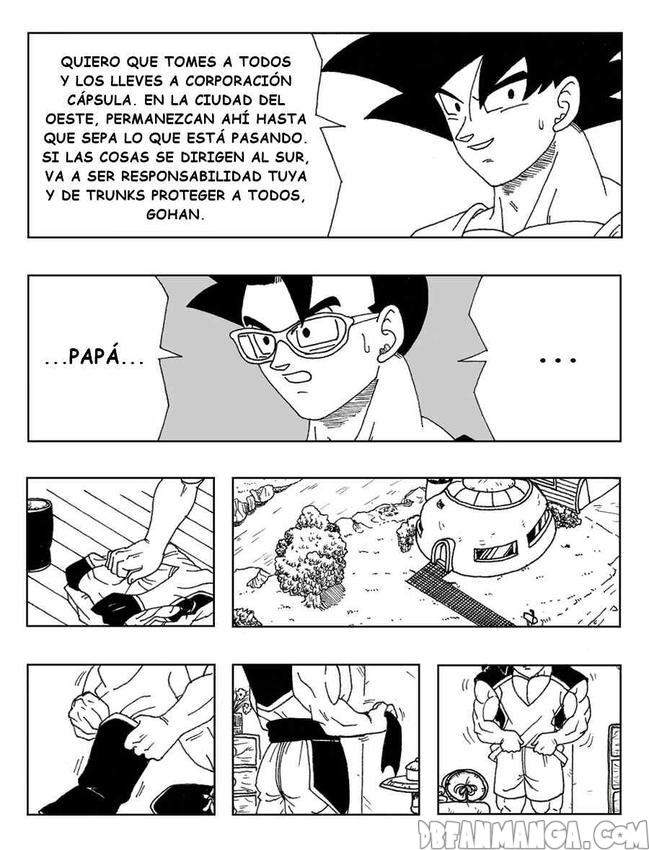 QUIERO QUE TOMES A TODOS
Y LOS LLEVES A CORPORACIÓN
CÁPSULA. EN LA CIUDAD DEL
OESTE, PERMANEZCAN AHÍ HASTA
QUE SEPA LO QUE ESTÁ PASANDO.
SI LAS COSAS SE DIRIGEN AL SUR,
VA A SER RESPONSABILIDAD TUYA
Y DE TRUNKS PROTEGER A TODOS,
GOHAN.
...PAPÁ...
...
DBFANMANGA.COM